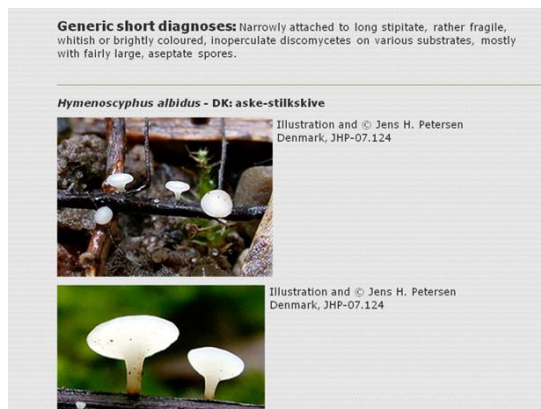 Generic short diagnoses: Narrowly attached to long stipitate, rather fragile,
whitish or brightly coloured, inoperculate discomycetes on various substrates, mostly
with fairly large, aseptate spores.
Hymenoscyphus albidus - DK: aske-stilkskive
Illustration and © Jens H. Petersen
Denmark, JHP-07.124
Illustration and © Jens H. Petersen
Denmark, JHP-07.124